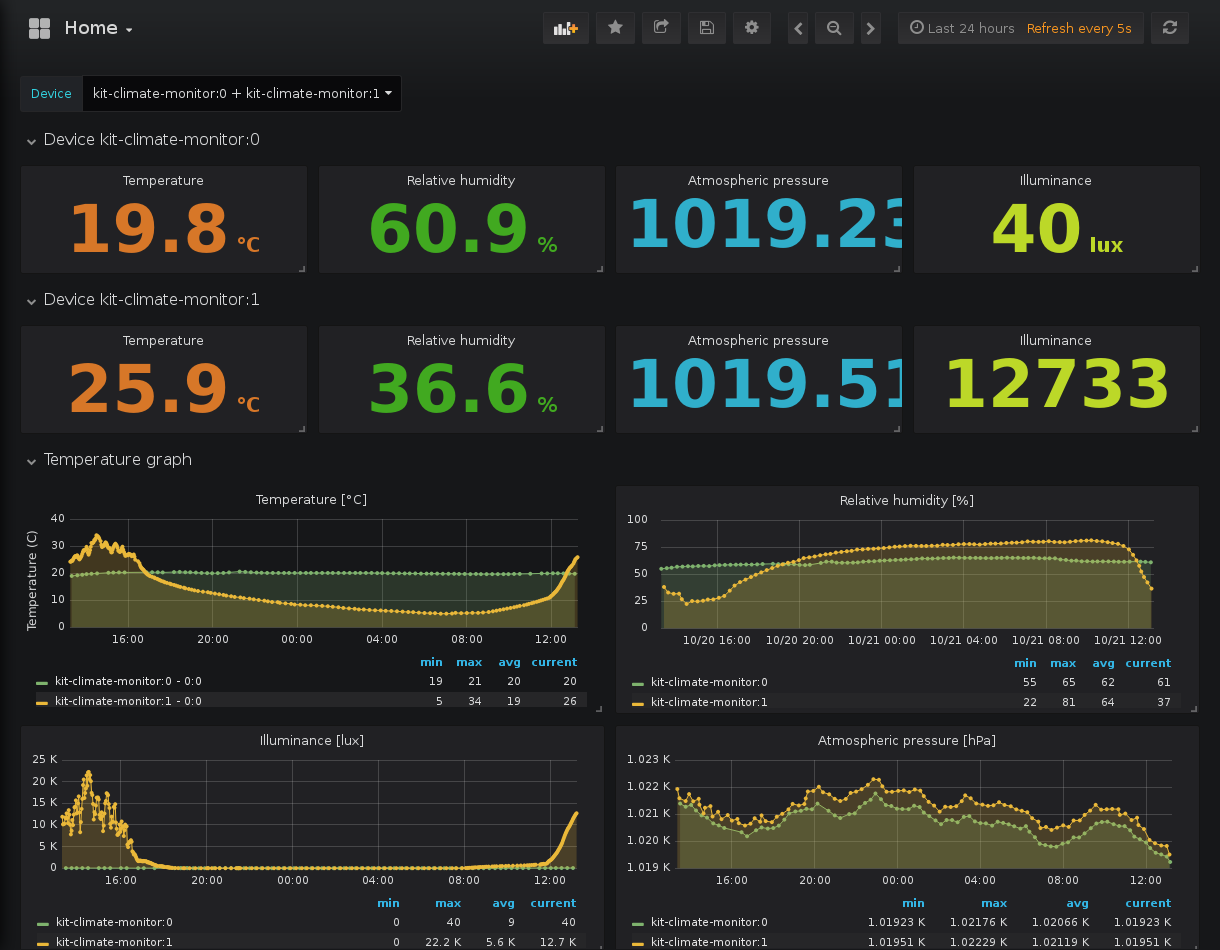 Home
Last 24 hours Refresh every 5s
Device kit-climate-monitor:0 + kit-climate-monitor:1
Device kit-climate-monitor:0
Temperature Relative humidity Atmospheric pressure Illuminance
19.8 °C 60.9 % 1019.23 40 lux
Device kit-climate-monitor:1
Temperature Relative humidity Atmospheric pressure Illuminance
25.9 °C 36.6 % 1019.51 12733
Temperature graph
Temperature [°C]
Temperature (C)
40
30
20
10
0
16:00 20:00 00:00 04:00 08:00 12:00
min max avg current
kit-climate-monitor:0 - 0:0 19 21 20 20
kit-climate-monitor:1 - 0:0 5 34 19 26
Relative humidity [%]
100
75
50
25
0
10/20 16:00 10/20 20:00 10/21 00:00 10/21 04:00 10/21 08:00 10/21 12:00
min max avg current
kit-climate-monitor:0 55 65 62 61
kit-climate-monitor:1 22 81 64 37
Illuminance [lux]
25 K
20 K
15 K
10 K
5 K
0
16:00 20:00 00:00 04:00 08:00 12:00
min max avg current
kit-climate-monitor:0 0 40 9 40
kit-climate-monitor:1 0 22.2 K 5.6 K 12.7 K
Atmospheric pressure [hPa]
1.023 K
1.022 K
1.021 K
1.020 K
1.019 K
16:00 20:00 00:00 04:00 08:00 12:00
min max avg current
kit-climate-monitor:0 1.01923 K 1.02176 K 1.02066 K 1.01923 K
kit-climate-monitor:1 1.01951 K 1.02229 K 1.02119 K 1.01951 K